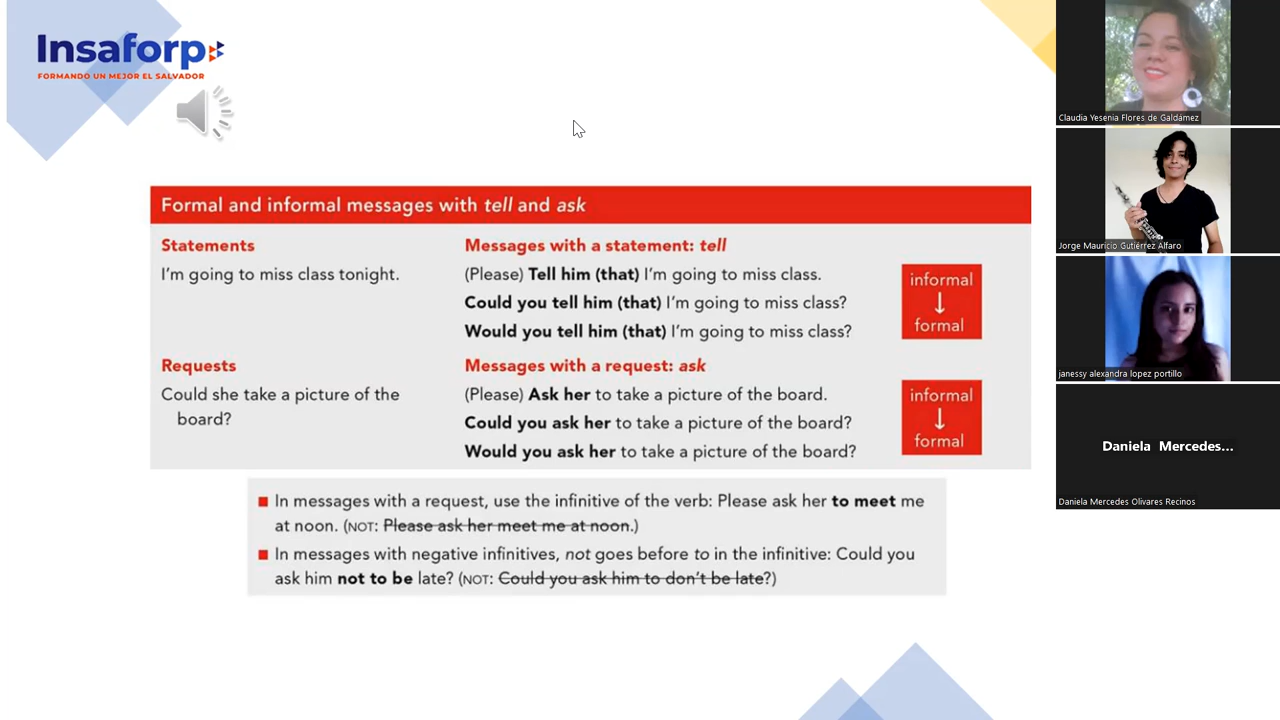 Insaforp
FORMANDO UN MEJOR EL SALVADOR
Formal and informal messages with tell and ask
Statements
I'm going to miss class tonight.
Messages with a statement: tell
(Please) Tell him (that) I'm going to miss class.
Could you tell him (that) I'm going to miss class?
Would you tell him (that) I'm going to miss class?
informal
↓
formal
Requests
Could she take a picture of the
board?
Messages with a request: ask
(Please) Ask her to take a picture of the board.
Could you ask her to take a picture of the board?
Would you ask her to take a picture of the board?
informal
↓
formal
■ In messages with a request, use the infinitive of the verb: Please ask her to meet me
at noon. (NOT: Please ask her meet me at noon.)
■ In messages with negative infinitives, not goes before to in the infinitive: Could you
ask him not to be late? (NOT: Could you ask him to don't be late?)
Claudia Yesenia Flores de Galdámez
Jorge Mauricio Gutiérrez Alfaro
janessy alexandra lopez portillo
Daniela Mercedes...
Daniela Mercedes Olivares Recinos